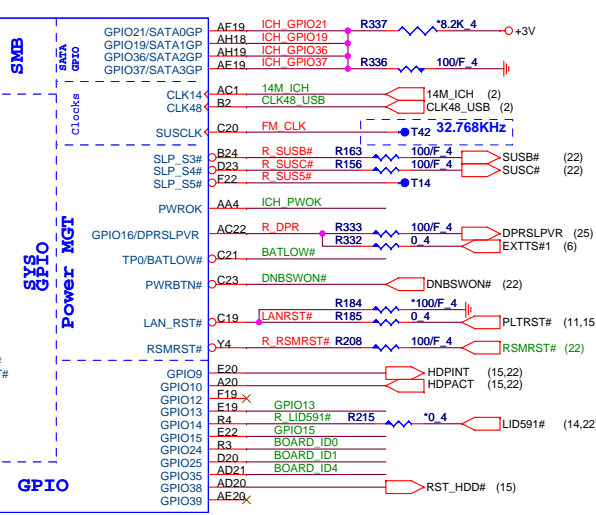 SMB
SATA
GPIO
Clocks
SYS
GPIO
Power MGT
GPIO
#
GPIO21/SATA0GP AF19 ICH_GPIO21 R337 *8.2K_4 +3V
GPIO19/SATA1GP AH18 ICH_GPIO19
GPIO36/SATA2GP AH19 ICH_GPIO36
GPIO37/SATA3GP AE19 ICH_GPIO37 R336 100/F_4
CLK14 AC1 14M_ICH 14M_ICH (2)
CLK48 B2 CLK48_USB CLK48_USB (2)
SUSCLK C20 FM_CLK T42 32.768KHz
SLP_S3# B24 R_SUSB# R163 100/F_4 SUSB# (22)
SLP_S4# D23 R_SUSC# R156 100/F_4 SUSC# (22)
SLP_S5# F22 R_SUS5# T14
PWROK AA4 ICH_PWOK
GPIO16/DPRSLPVR AC22 R_DPR R333 100/F_4 DPRSLPVR (25)
R332 0_4 EXTTS#1 (6)
TP0/BATLOW# C21 BATLOW#
PWRBTN# C23 DNBSWON# DNBSWON# (22)
R184 *100/F_4
LAN_RST# C19 LANRST# R185 0_4 PLTRST# (11,15
RSMRST# Y4 R_RSMRST# R208 100/F_4 RSMRST# (22)
GPIO9 E20 HDPINT (15,22)
GPIO10 A20 HDPACT (15,22)
GPIO12 F19
GPIO13 E19 GPIO13
GPIO14 R4 R_LID591# R215 *0_4 LID591# (14,22
GPIO15 E22 GPIO15
GPIO24 R3 BOARD_ID0
GPIO25 D20 BOARD_ID1
GPIO35 AD21 BOARD_ID4
GPIO38 AD20 RST_HDD# (15)
GPIO39 AE20